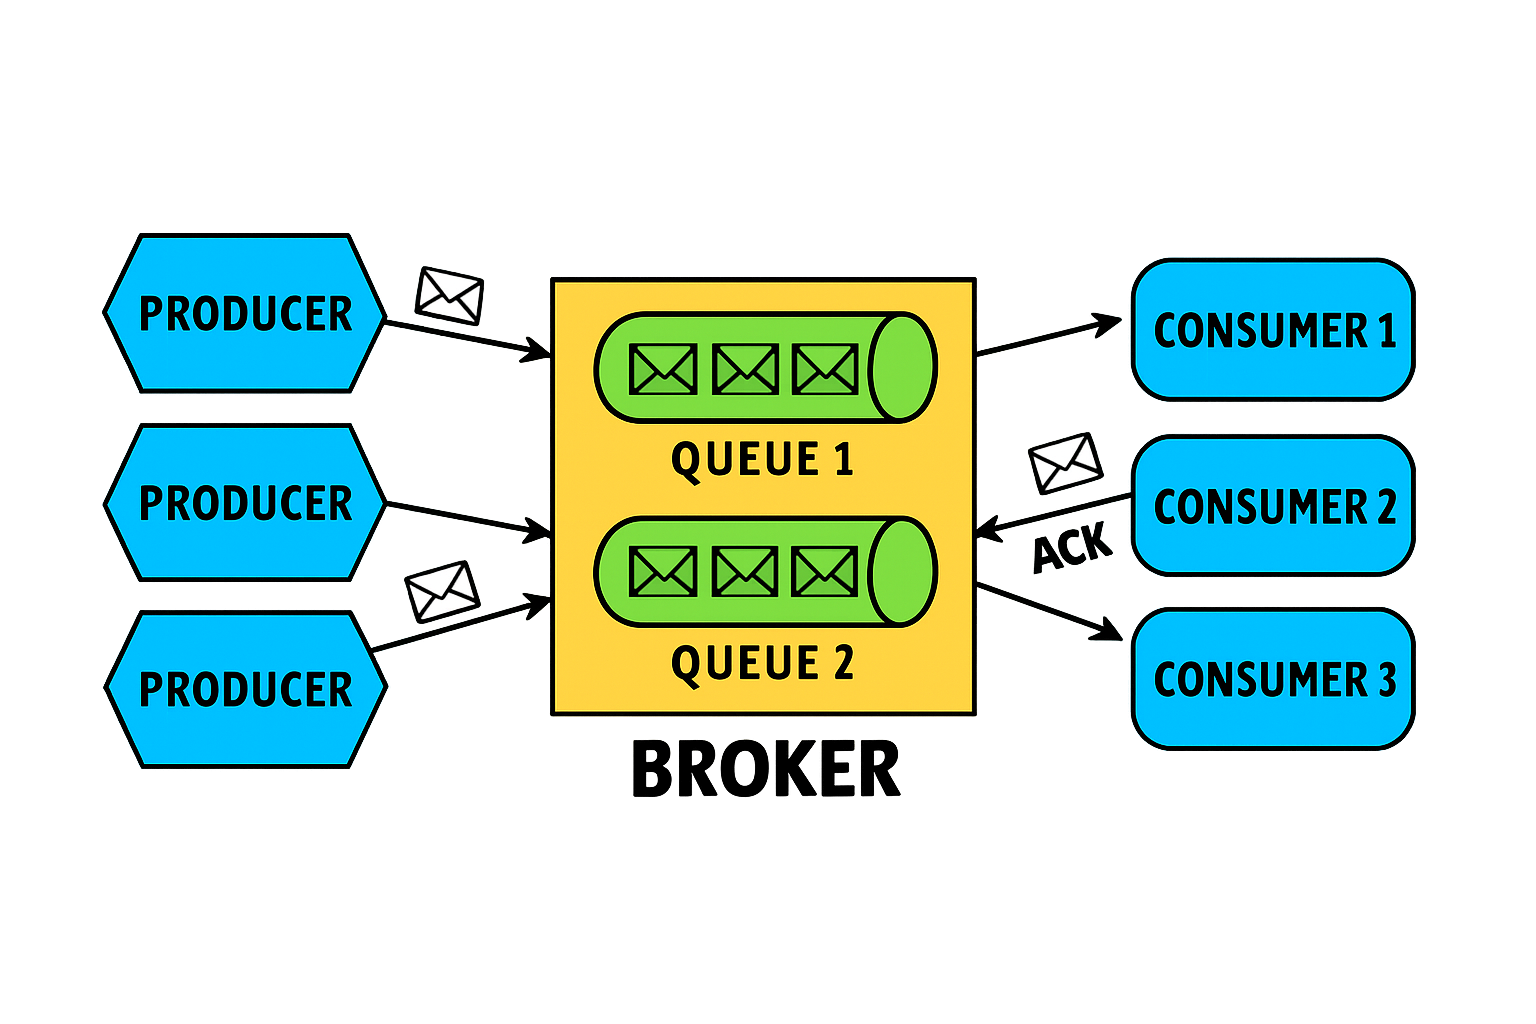 PRODUCER
PRODUCER
PRODUCER
QUEUE 1
QUEUE 2
BROKER
ACK
CONSUMER 1
CONSUMER 2
CONSUMER 3